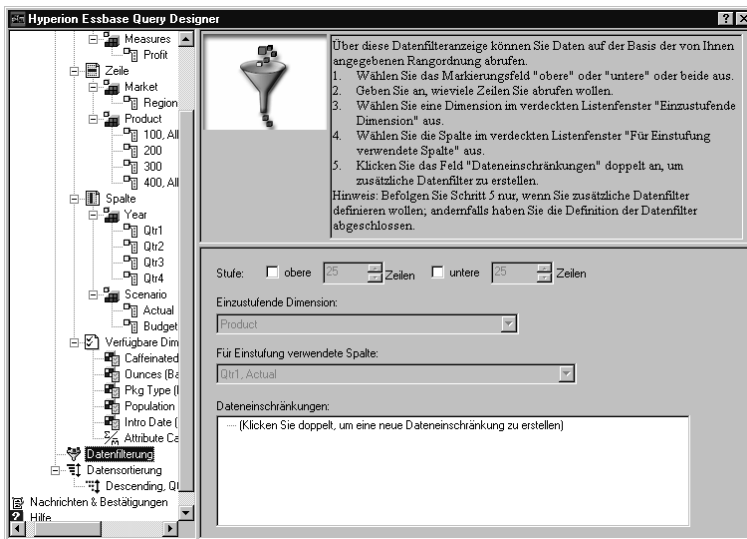 Hyperion Essbase Query Designer
Measures
Profit
Zeile
Market
Region
Product
100, All
200
300
400, All
Spalte
Year
Qtr1
Qtr2
Qtr3
Qtr4
Scenario
Actual
Budget
Verfügbare Dim
Caffeinated
Ounces (Ba
Pkg Type (
Population
Intro Date (
Attribute Ca
Datenfilterung
Datensortierung
Descending, Q
Nachrichten & Bestätigungen
Hilfe
Über diese Datenfilteranzeige können Sie Daten auf der Basis der von Ihnen
angegebenen Rangordnung abrufen.
1. Wählen Sie das Markierungsfeld "obere" oder "untere" oder beide aus.
2. Geben Sie an, wieviele Zeilen Sie abrufen wollen.
3. Wählen Sie eine Dimension im verdeckten Listenfenster "Einzustufende
Dimension" aus.
4. Wählen Sie die Spalte im verdeckten Listenfenster "Für Einstufung
verwendete Spalte" aus.
5. Klicken Sie das Feld "Dateneinschränkungen" doppelt an, um
zusätzliche Datenfilter zu erstellen.
Hinweis: Befolgen Sie Schritt 5 nur, wenn Sie zusätzliche Datenfilter
definieren wollen; andernfalls haben Sie die Definition der Datenfilter
abgeschlossen.
Stufe: obere 25 Zeilen untere 25 Zeilen
Einzustufende Dimension:
Product
Für Einstufung verwendete Spalte:
Qtr1, Actual
Dateneinschränkungen:
(Klicken Sie doppelt, um eine neue Dateneinschränkung zu erstellen)